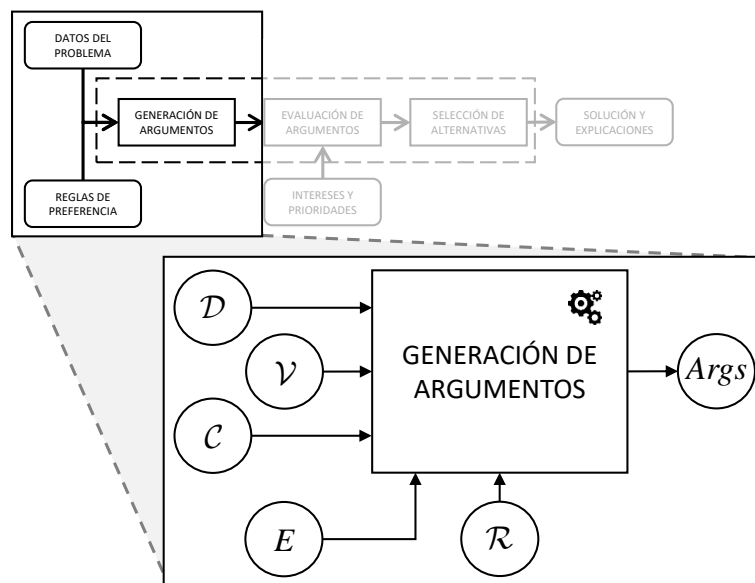 DATOS DEL
PROBLEMA
GENERACIÓN DE
ARGUMENTOS
EVALUACIÓN DE
ARGUMENTOS
SELECCIÓN DE
ALTERNATIVAS
SOLUCIÓN Y
EXPLICACIONES
REGLAS DE
PREFERENCIA
INTERESES Y
PRIORIDADES
𝒟
𝒱
𝒞
GENERACIÓN DE
ARGUMENTOS
Args
E
ℛ